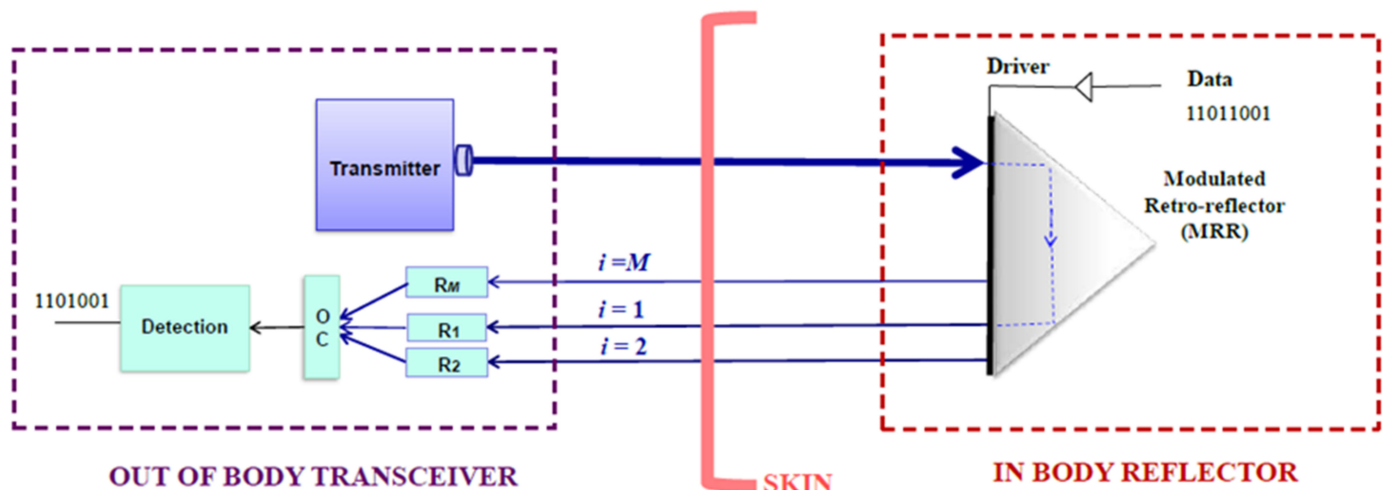 Driver
Data
11011001
Transmitter
Modulated
Retro-reflector
(MRR)
i =M
RM
1101001
Detection
O
C
i = 1
R1
i = 2
R2
OUT OF BODY TRANSCEIVER
SKIN
IN BODY REFLECTOR